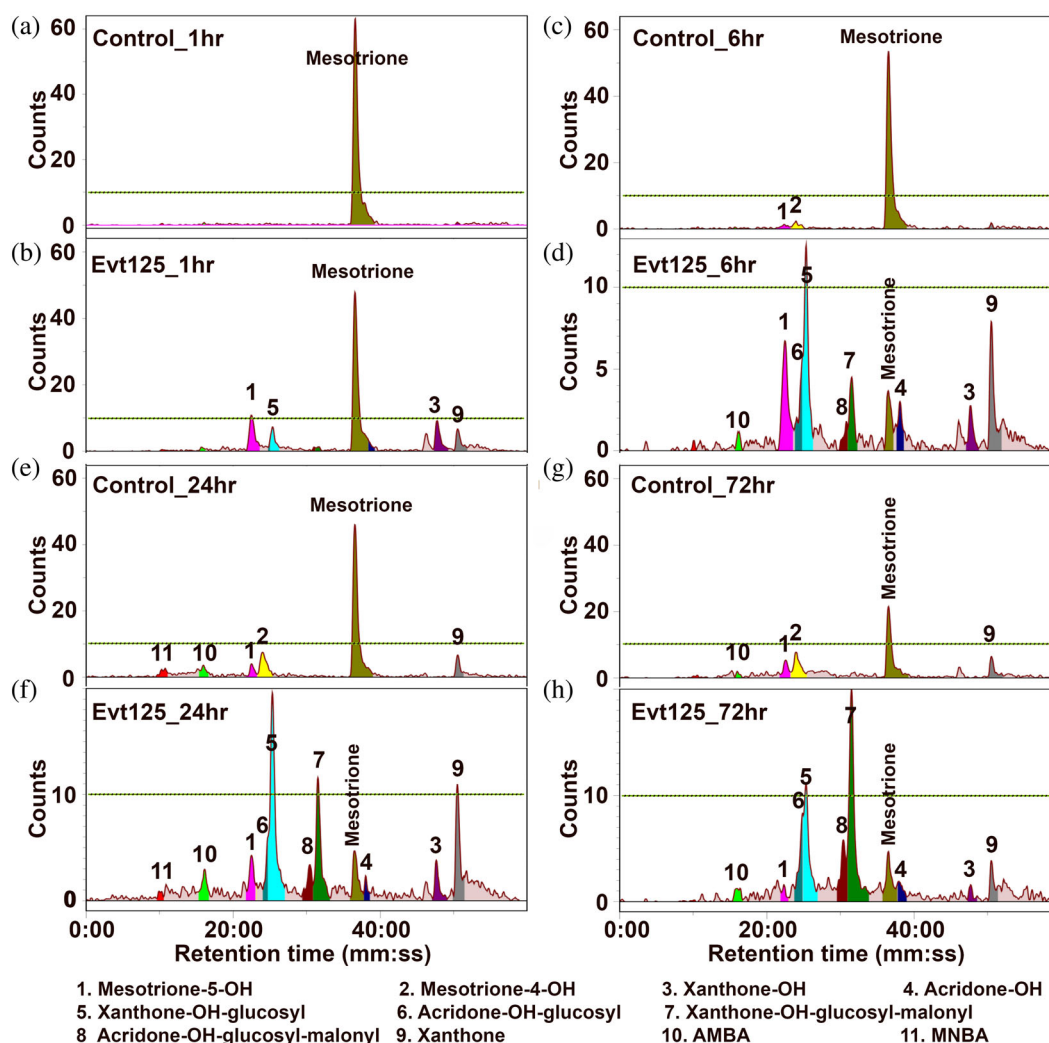 (a)
Control_1hr
Mesotrione
Counts
60
40
20
0
(c)
Control_6hr
Mesotrione
Counts
60
40
20
0
1
2
(b)
Evt125_1hr
Mesotrione
Counts
60
40
20
0
1
5
3
9
(d)
Evt125_6hr
Mesotrione
Counts
10
5
0
10
1
6
5
8
7
4
3
9
(e)
Control_24hr
Mesotrione
Counts
60
40
20
0
11
10
1
2
9
(g)
Control_72hr
Mesotrione
Counts
60
40
20
0
10
1
2
9
(f)
Evt125_24hr
Mesotrione
Counts
10
0
11
10
1
6
5
8
7
4
3
9
0:00
20:00
40:00
Retention time (mm:ss)
(h)
Evt125_72hr
Mesotrione
Counts
10
0
10
1
6
5
8
7
4
3
9
0:00
20:00
40:00
Retention time (mm:ss)
1. Mesotrione-5-OH 2. Mesotrione-4-OH 3. Xanthone-OH 4. Acridone-OH
5. Xanthone-OH-glucosyl 6. Acridone-OH-glucosyl 7. Xanthone-OH-glucosyl-malonyl
8 Acridone-OH-glucosyl-malonyl 9. Xanthone 10. AMBA 11. MNBA